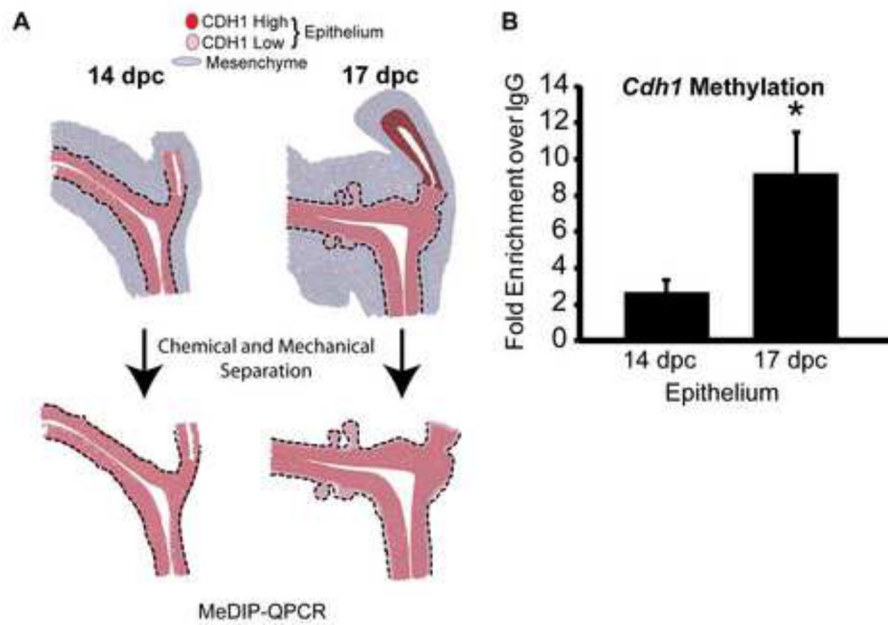 A
CDH1 High
CDH1 Low } Epithelium
Mesenchyme
14 dpc
17 dpc
Chemical and Mechanical
Separation
MeDIP-QPCR
B
Cdh1 Methylation
*
Fold Enrichment over IgG
14
12
10
8
6
4
2
0
14 dpc 17 dpc
Epithelium